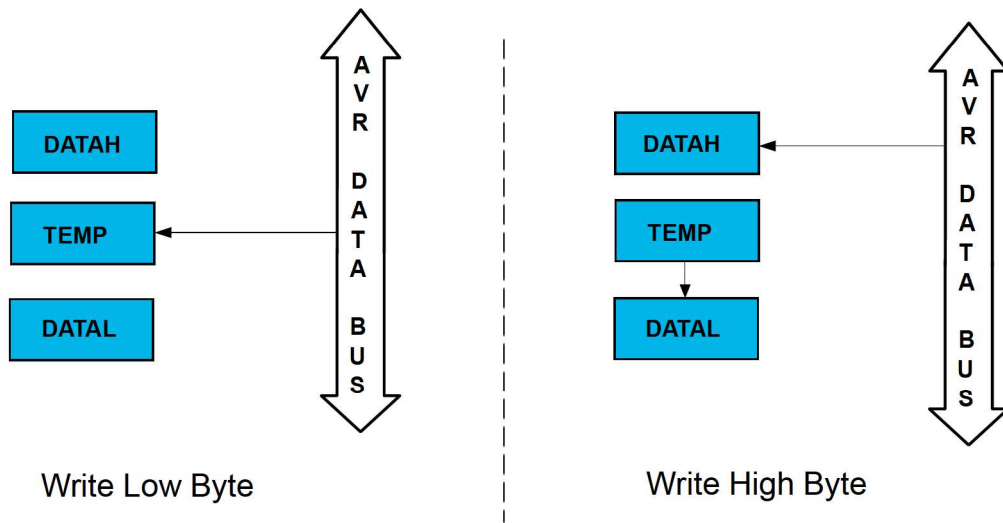 DATAH
TEMP
DATAL
AVR DATA BUS
Write Low Byte
DATAH
TEMP
DATAL
AVR DATA BUS
Write High Byte